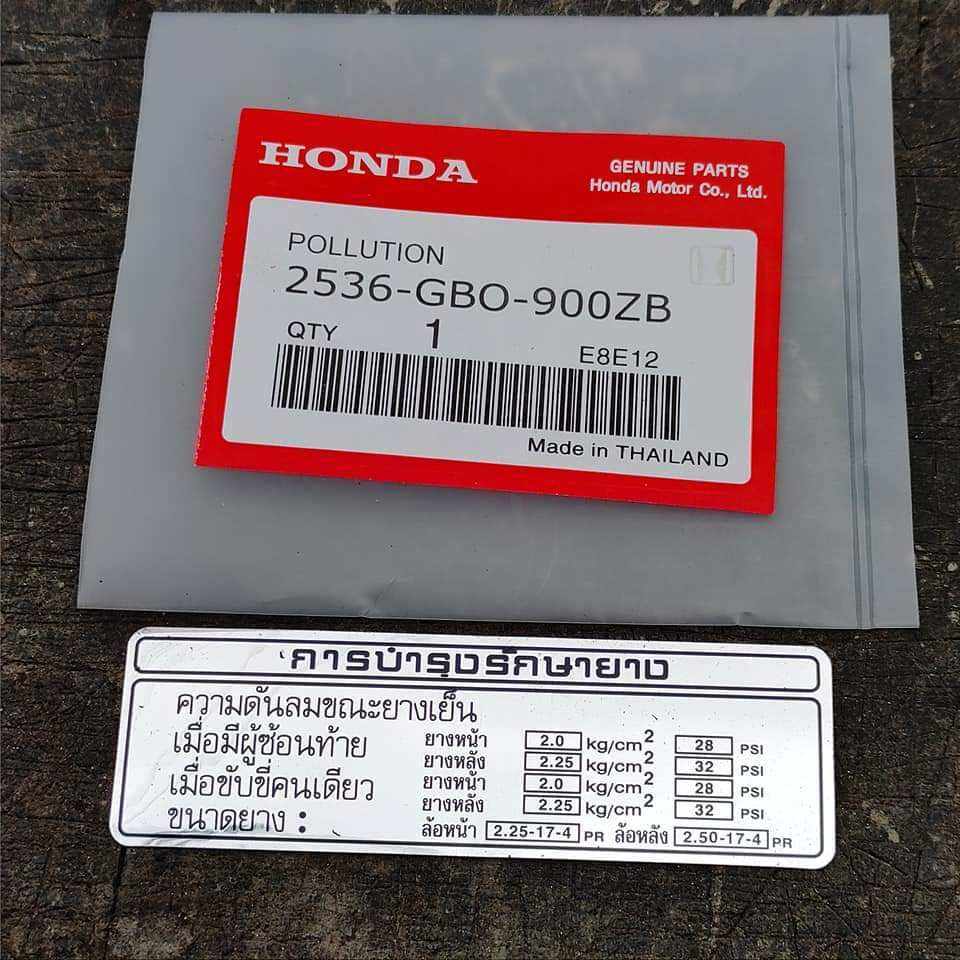 HONDA
GENUINE PARTS
Honda Motor Co., Ltd.
POLLUTION
2536-GBO-900ZB
QTY 1 E8E12
Made in THAILAND
การบำรุงรักษายาง
ความดันลมขณะยางเย็น
เมื่อมีผู้ซ้อนท้าย ยางหน้า 2.0 kg/cm2 28 PSI
ยางหลัง 2.25 kg/cm2 32 PSI
เมื่อขับขี่คนเดียว ยางหน้า 2.0 kg/cm2 28 PSI
ยางหลัง 2.25 kg/cm2 32 PSI
ขนาดยาง : ล้อหน้า 2.25-17-4 PR ล้อหลัง 2.50-17-4 PR